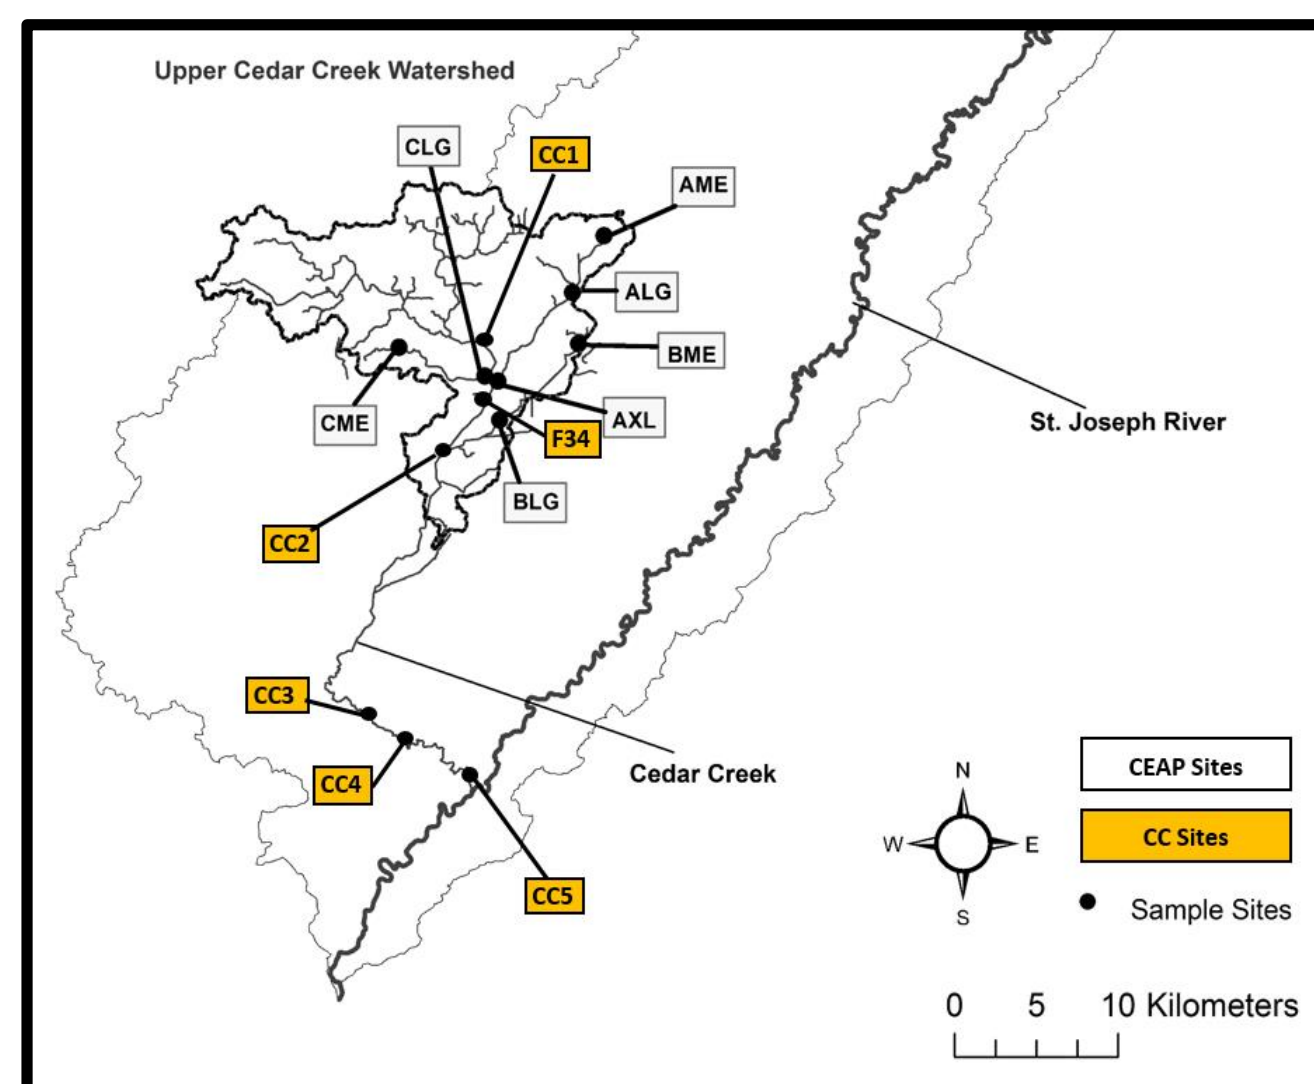 Upper Cedar Creek Watershed
CLG
CC1
AME
ALG
BME
St. Joseph River
CME
AXL
F34
BLG
CC2
CC3
Cedar Creek
CC4
CC5
CEAP Sites
CC Sites
Sample Sites
N
W
E
S
0 5 10 Kilometers